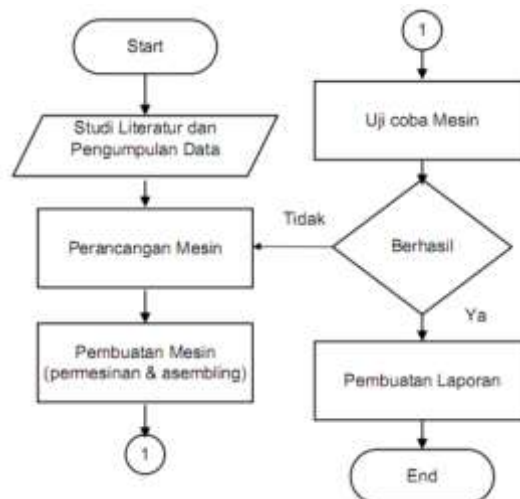 Start
Studi Literatur dan
Pengumpulan Data
Perancangan Mesin
Pembuatan Mesin
(permesinan & asembling)
1
1
Uji coba Mesin
Berhasil
Tidak
Ya
Pembuatan Laporan
End